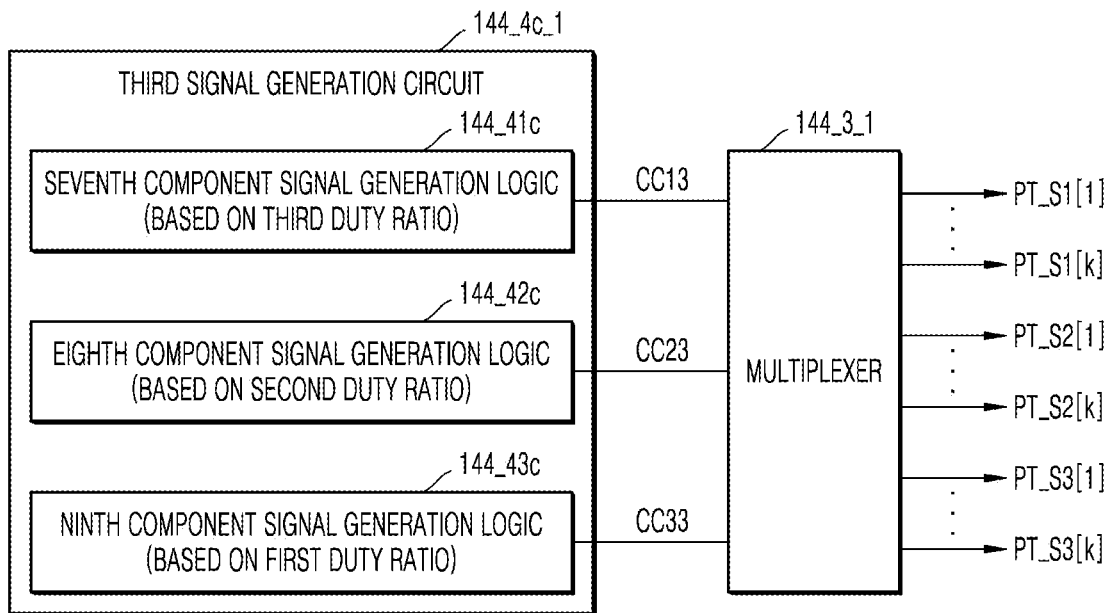 144_4c_1
THIRD SIGNAL GENERATION CIRCUIT
144_41c
SEVENTH COMPONENT SIGNAL GENERATION LOGIC
(BASED ON THIRD DUTY RATIO)
144_42c
EIGHTH COMPONENT SIGNAL GENERATION LOGIC
(BASED ON SECOND DUTY RATIO)
144_43c
NINTH COMPONENT SIGNAL GENERATION LOGIC
(BASED ON FIRST DUTY RATIO)
CC13
CC23
CC33
144_3_1
MULTIPLEXER
PT_S1[1]
PT_S1[k]
PT_S2[1]
PT_S2[k]
PT_S3[1]
PT_S3[k]